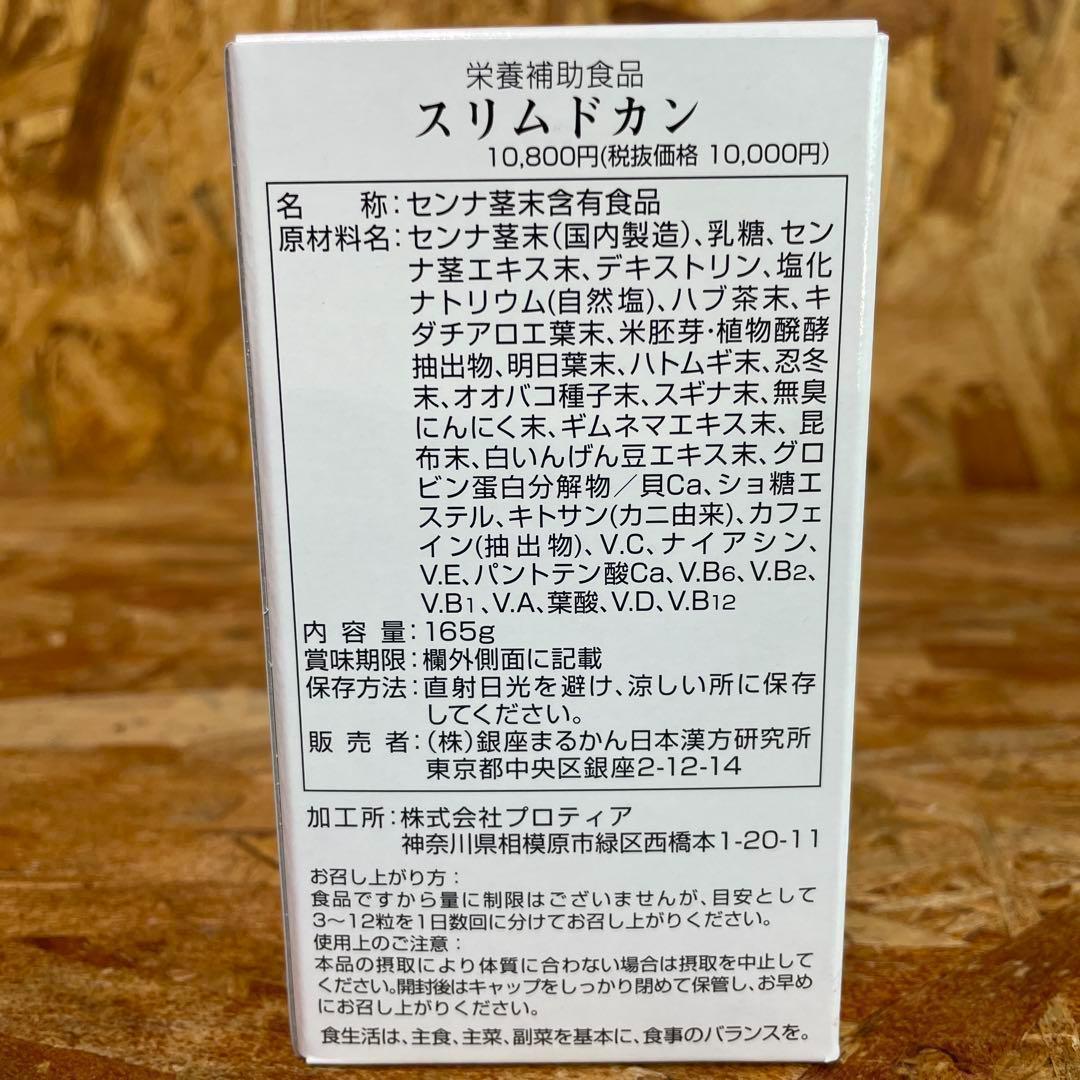 栄養補助食品
スリムドカン
10,800円(税抜価格 10,000円)
名 称:センナ茎末含有食品
原材料名:センナ茎末(国内製造)、乳糖、セン
ナ茎エキス末、デキストリン、塩化
ナトリウム(自然塩)、ハブ茶末、キ
ダチアロエ葉末、米胚芽・植物醗酵
抽出物、明日葉末、ハトムギ末、忍冬
末、オオバコ種子末、スギナ末、無臭
にんにく末、ギムネマエキス末、昆
布末、白いんげん豆エキス末、グロ
ビン蛋白分解物/貝Ca、ショ糖エ
ステル、キトサン(カニ由来)、カフェ
イン(抽出物)、V.C、ナイアシン、
V.E、パントテン酸Ca、V.B6、V.B2、
V.B1、V.A、葉酸、V.D、V.B12
内容量:165g
賞味期限:欄外側面に記載
保存方法:直射日光を避け、涼しい所に保存
してください。
販売者:(株)銀座まるかん日本漢方研究所
東京都中央区銀座2-12-14
加工所:株式会社プロティア
神奈川県相模原市緑区西橋本1-20-11
お召し上がり方:
食品ですから量に制限はございませんが、目安として
3〜12粒を1日数回に分けてお召し上がりください。
使用上のご注意:
本品の摂取により体質に合わない場合は摂取を中止して
ください。開封後はキャップをしっかり閉めて保管し、お早め
にお召し上がりください。
食生活は、主食、主菜、副菜を基本に、食事のバランスを。